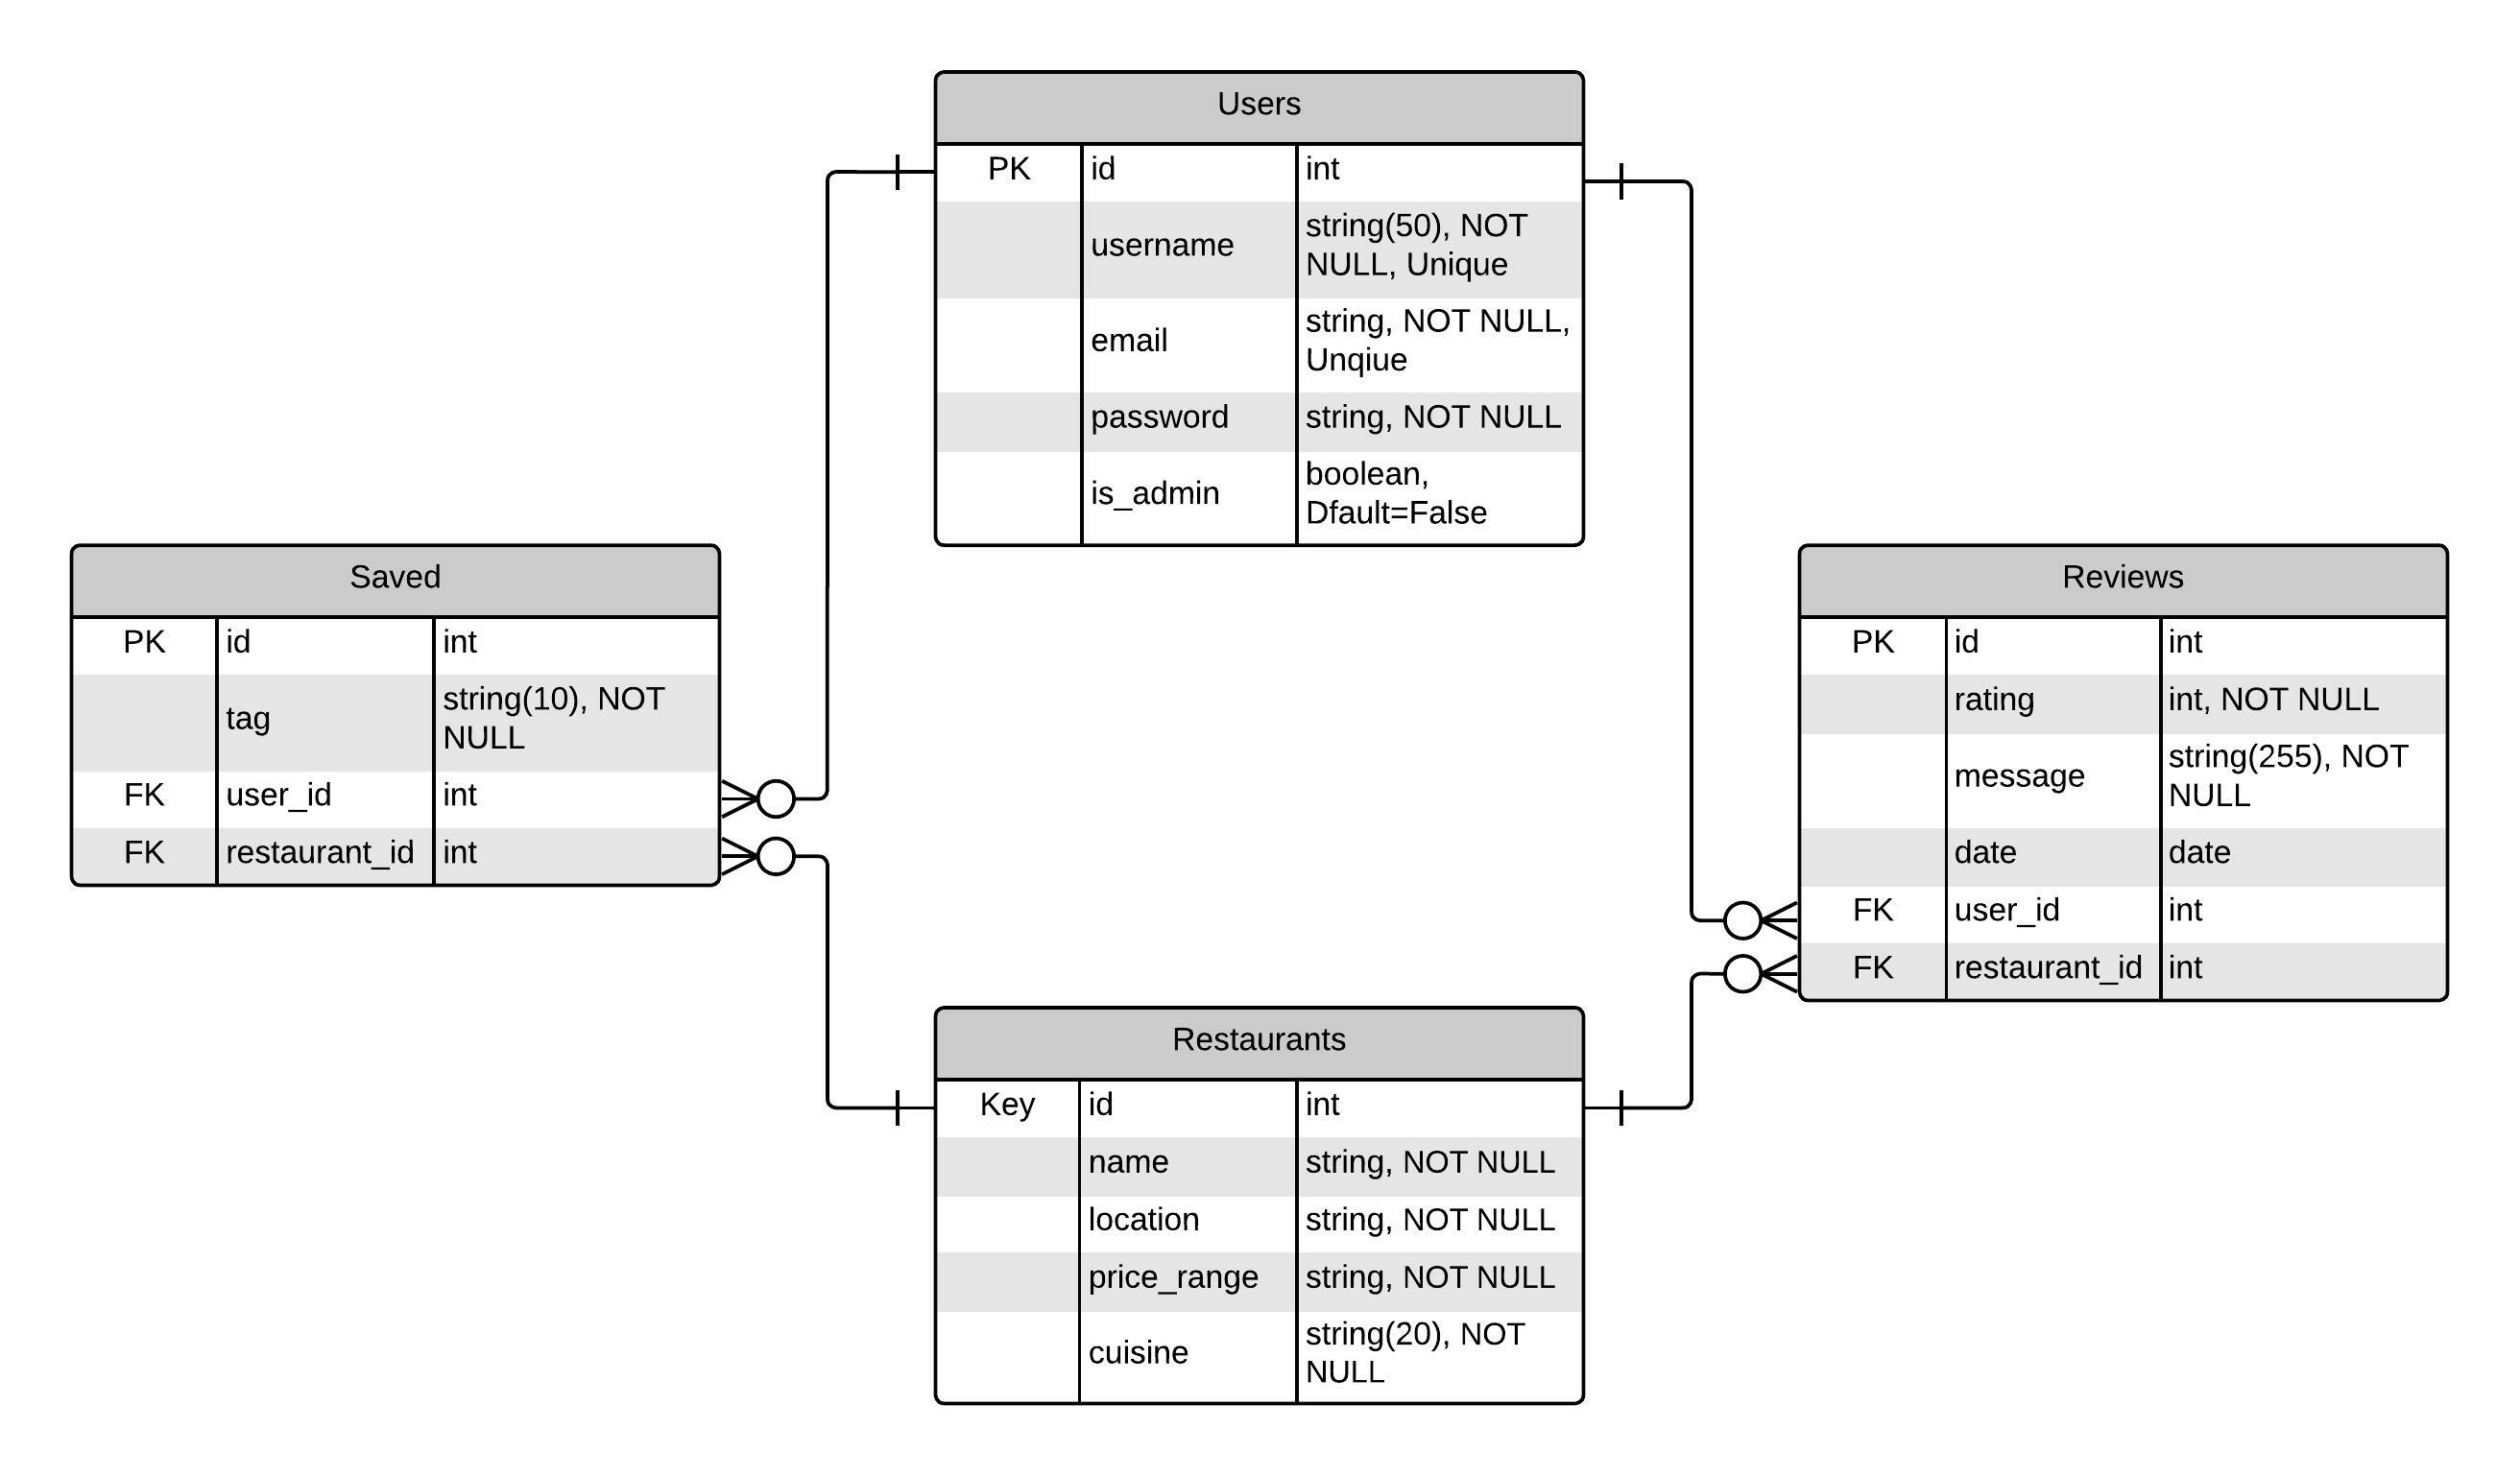 Users
PK id int
username string(50), NOT
NULL, Unique
email string, NOT NULL,
Unqiue
password string, NOT NULL
is_admin boolean,
Dfault=False
Saved
PK id int
tag string(10), NOT
NULL
FK user_id int
FK restaurant_id int
Reviews
PK id int
rating int, NOT NULL
message string(255), NOT
NULL
date date
FK user_id int
FK restaurant_id int
Restaurants
Key id int
name string, NOT NULL
location string, NOT NULL
price_range string, NOT NULL
cuisine string(20), NOT
NULL